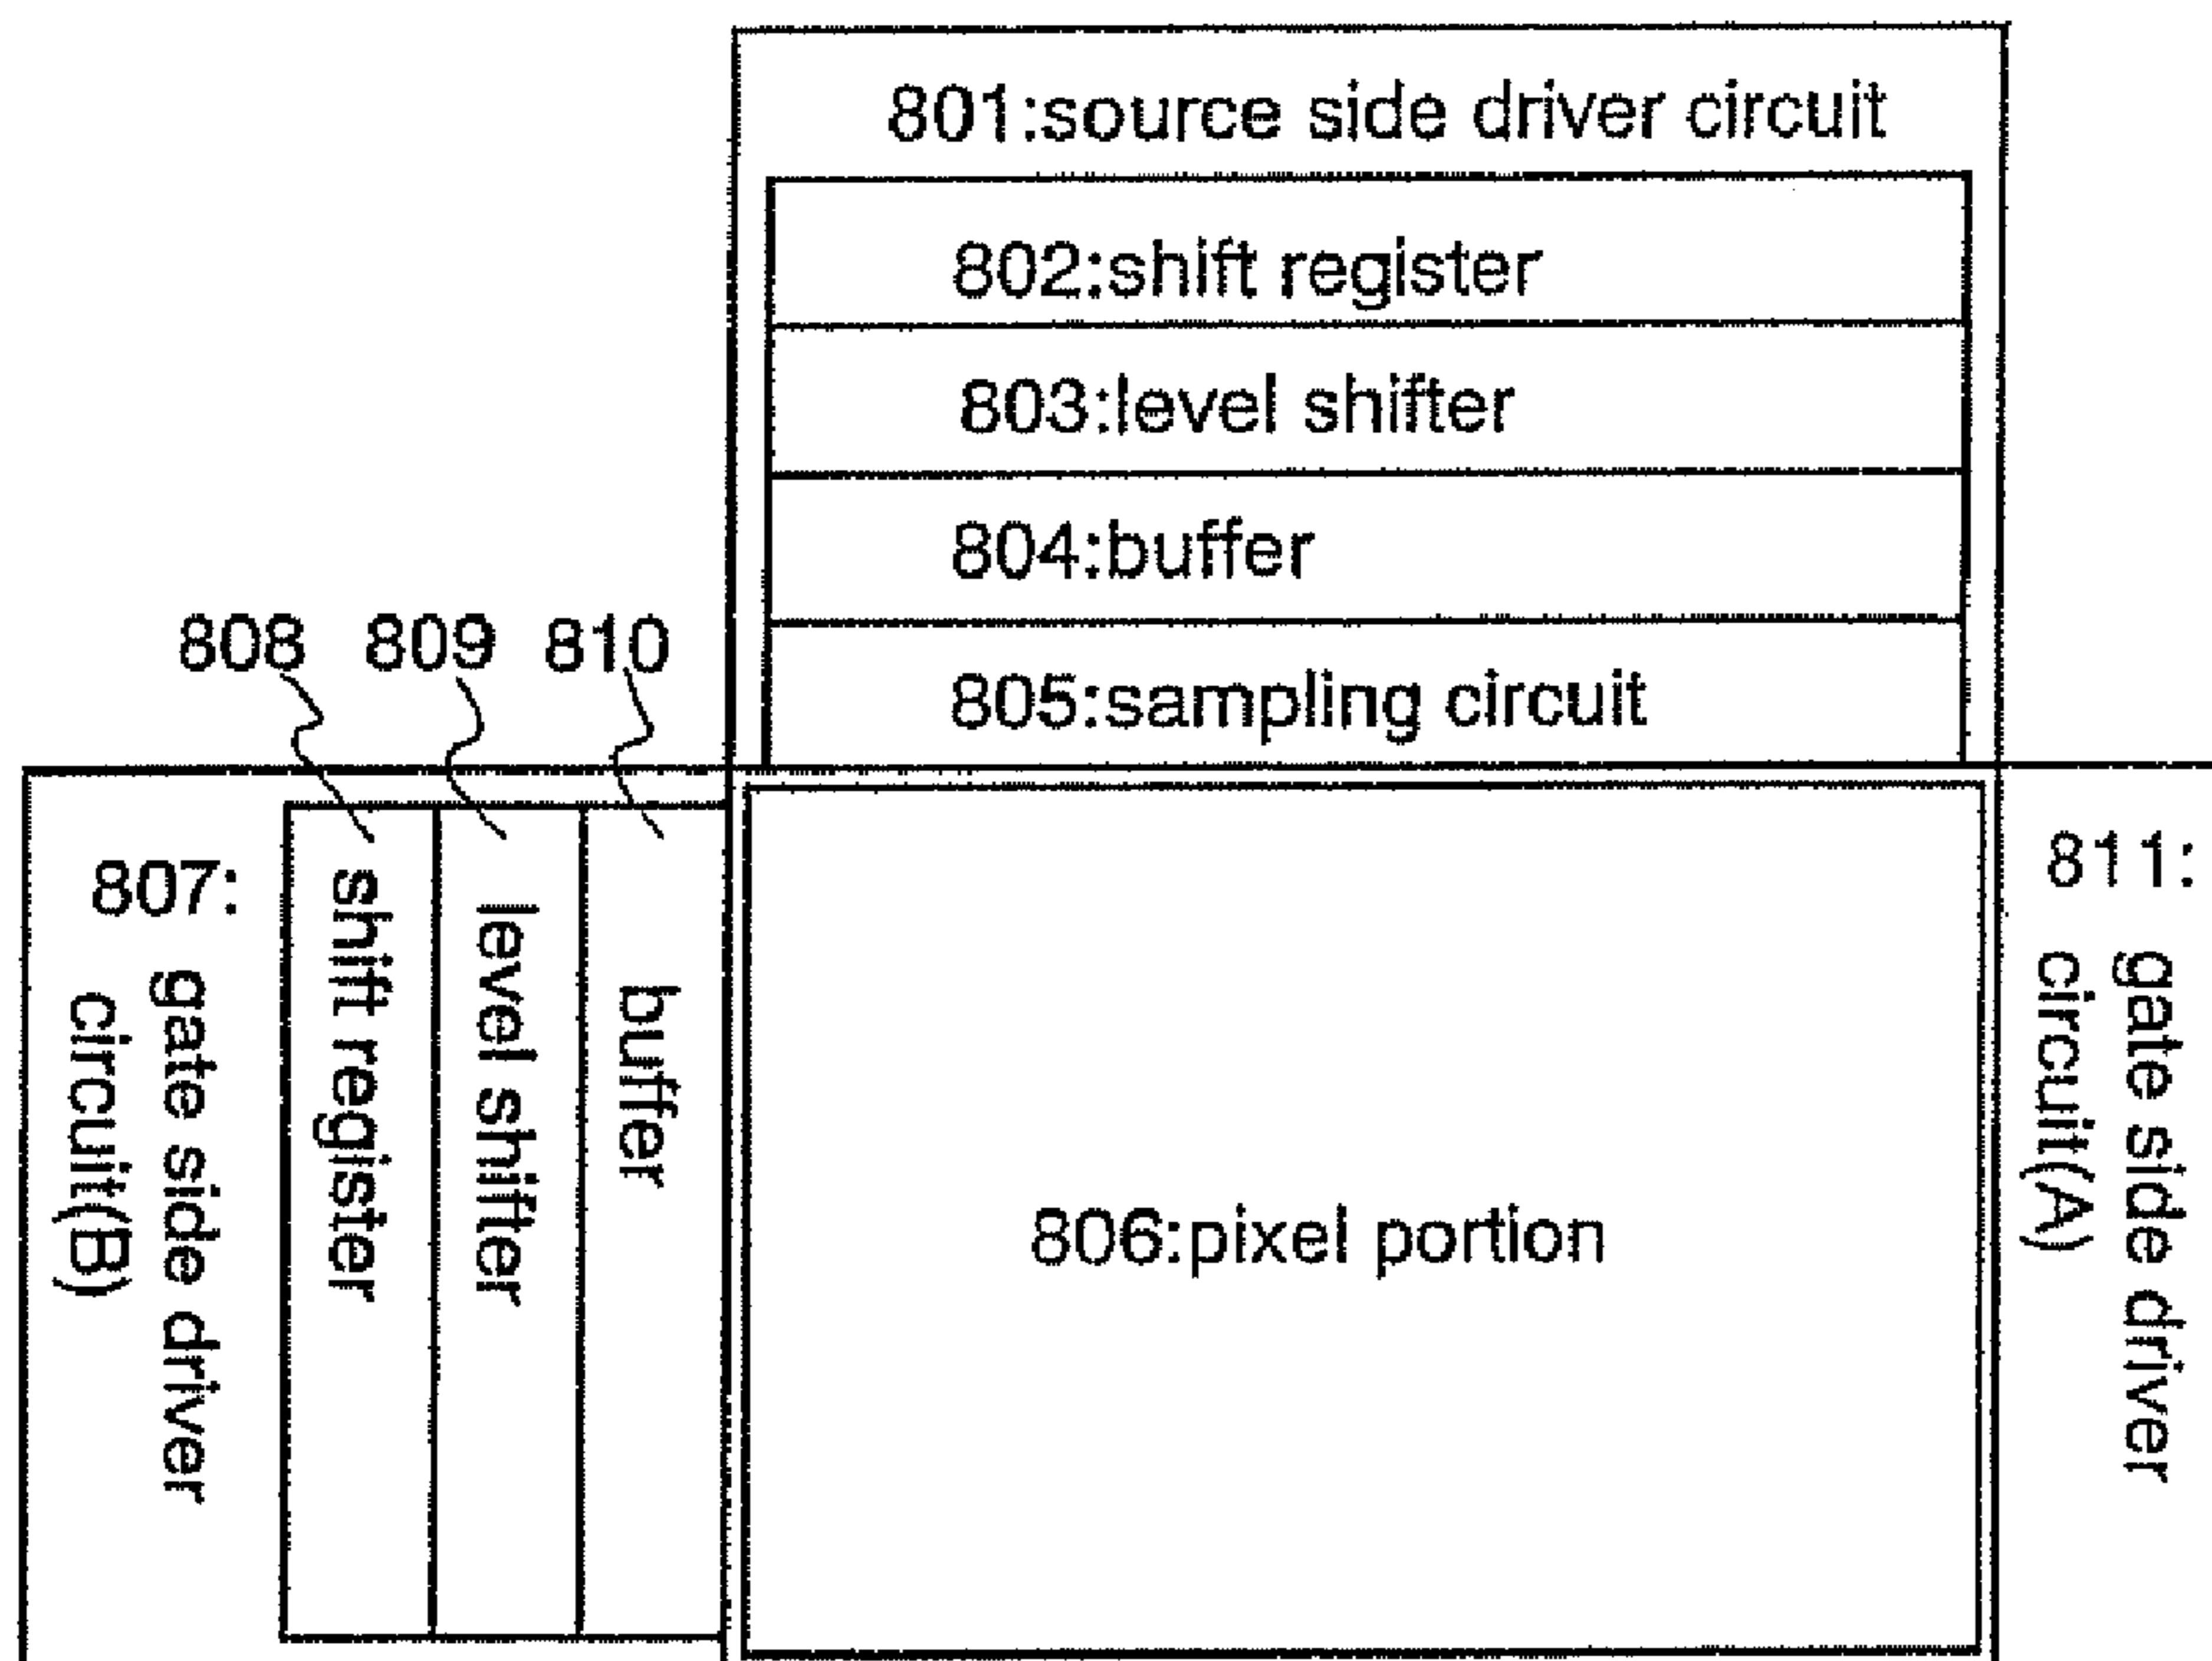 801:source side driver circuit
802:shift register
803:level shifter
804:buffer
805:sampling circuit
808 809 810
807:
gate side driver
circuit(B)
shift register
level shifter
buffer
806:pixel portion
811:
gate side driver
circuit(A)